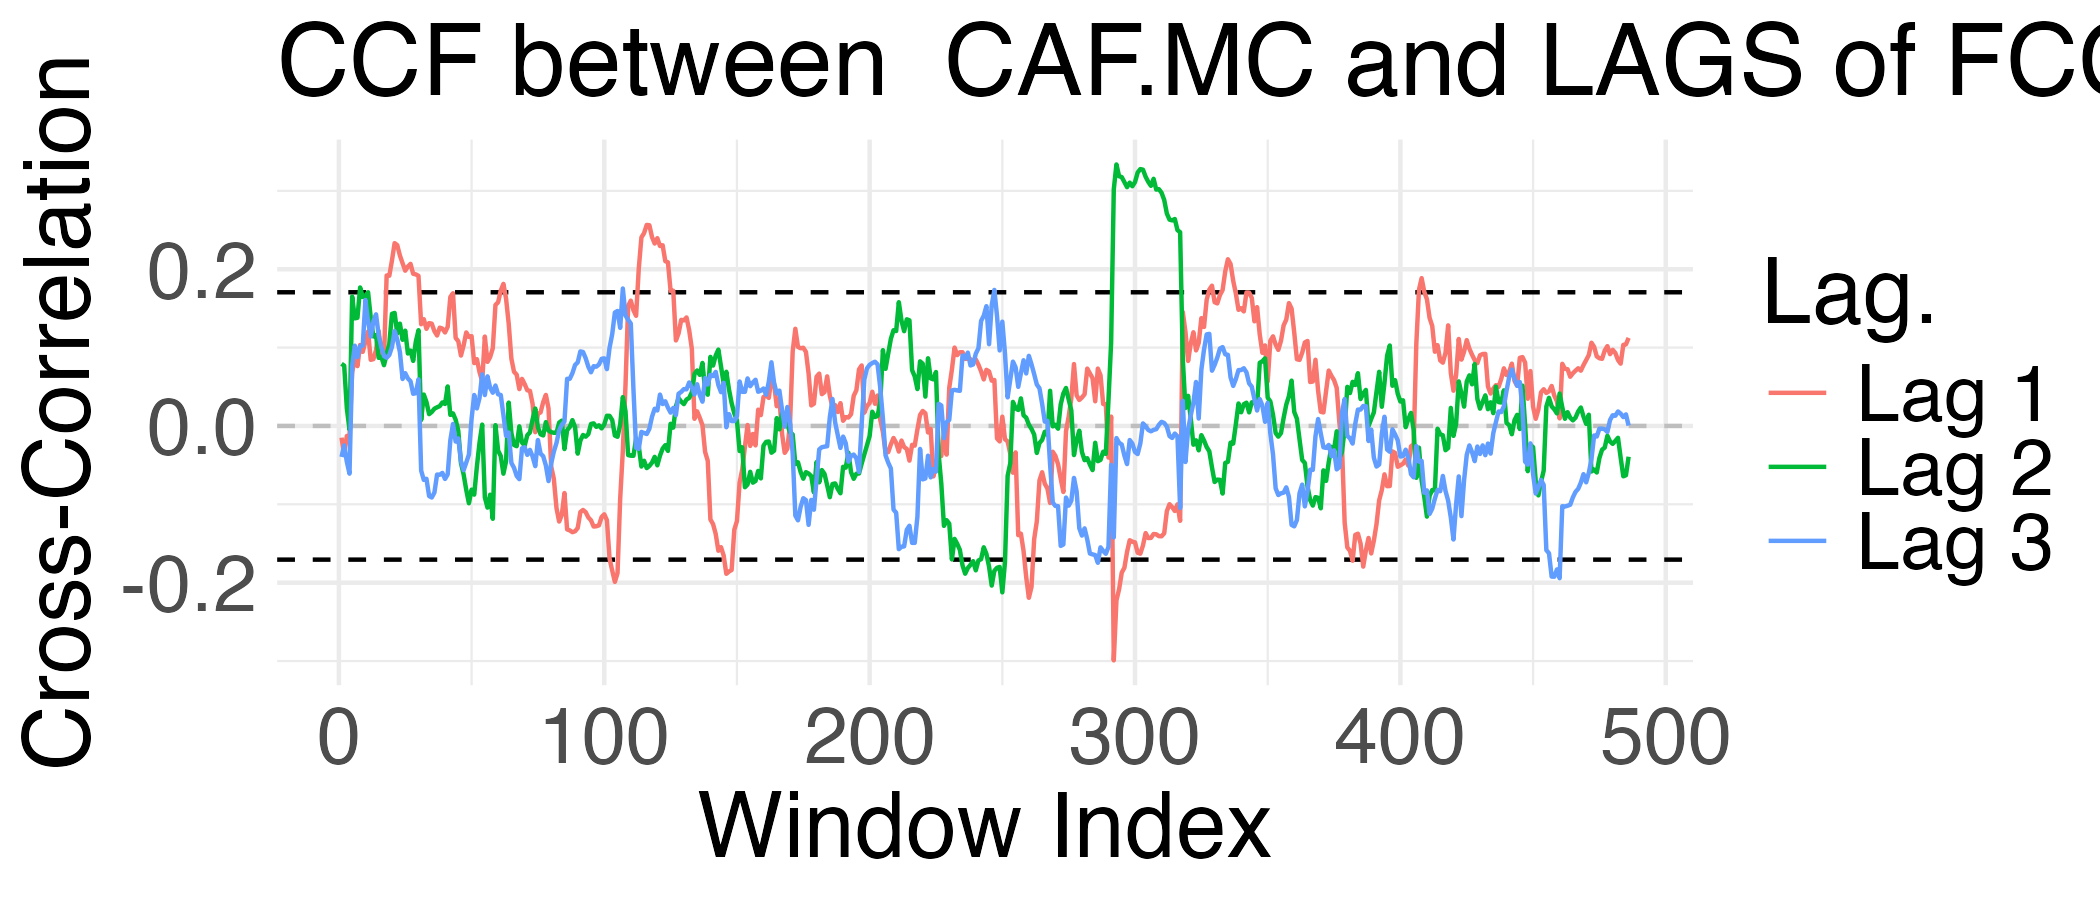 CCF between  CAF.MC and LAGS of FCC
Cross-Correlation
0.2
0.0
-0.2
0
100
200
300
400
500
Window Index
Lag.
Lag 1
Lag 2
Lag 3